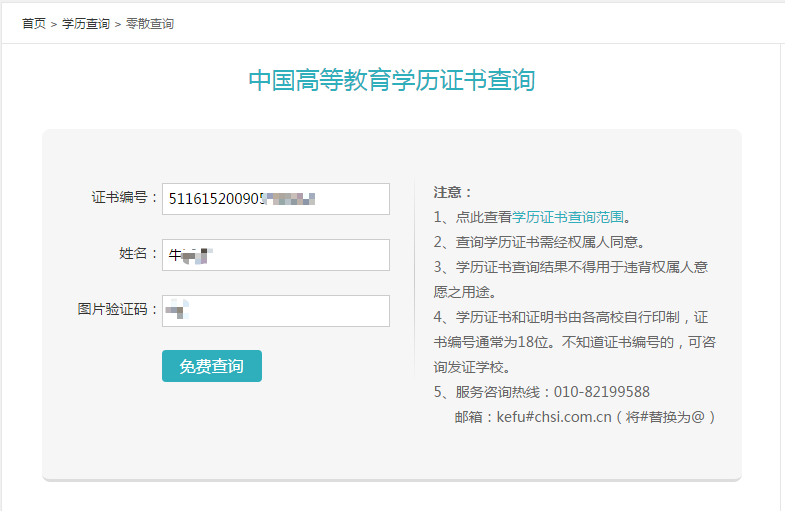 首页 > 学历查询 > 零散查询
中国高等教育学历证书查询
证书编号：511615200905
姓名：牛
图片验证码：
免费查询
注意：
1、点此查看学历证书查询范围。
2、查询学历证书需经权属人同意。
3、学历证书查询结果不得用于违背权属人意
愿之用途。
4、学历证书和证明书由各高校自行印制，证
书编号通常为18位。不知道证书编号的，可咨
询发证学校。
5、服务咨询热线：010-82199588
邮箱：kefu#chsi.com.cn（将#替换为@）